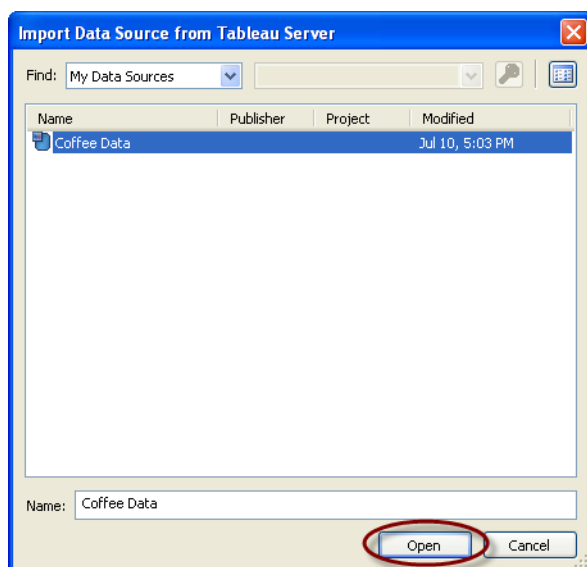 Import Data Source from Tableau Server
Find: My Data Sources
Name Publisher Project Modified
Coffee Data Jul 10, 5:03 PM
Name: Coffee Data
Open Cancel